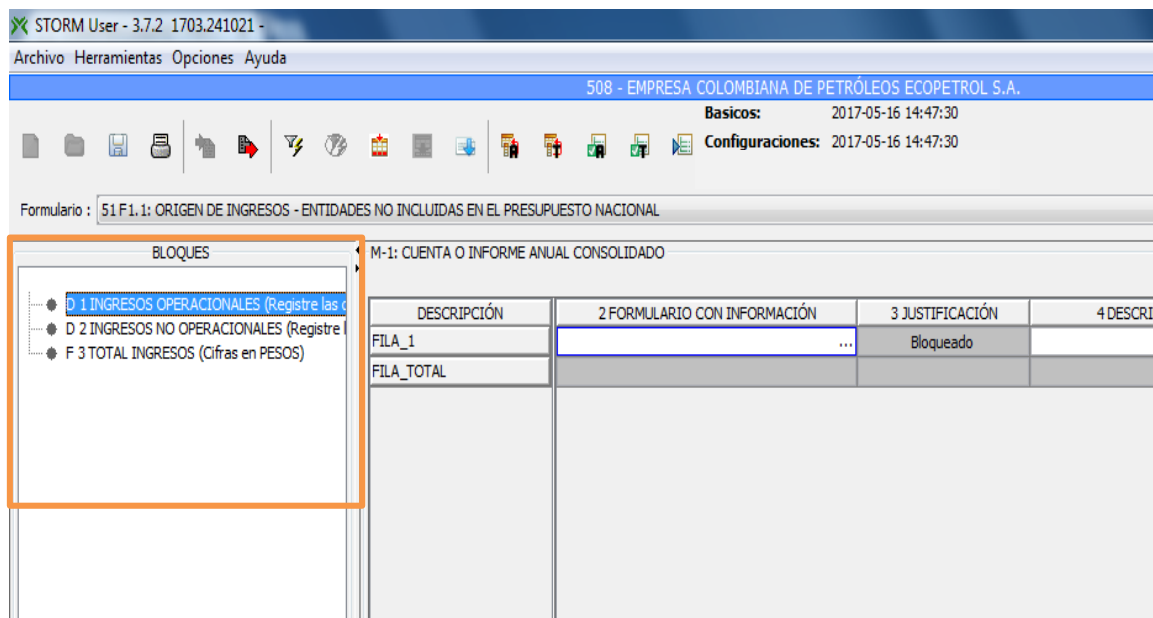 STORM User - 3.7.2 1703.241021 -
Archivo Herramientas Opciones Ayuda
508 - EMPRESA COLOMBIANA DE PETRÓLEOS ECOPETROL S.A.
Basicos: 2017-05-16 14:47:30
Configuraciones: 2017-05-16 14:47:30
Formulario : 51 F1.1: ORIGEN DE INGRESOS - ENTIDADES NO INCLUIDAS EN EL PRESUPUESTO NACIONAL
BLOQUES
D 1 INGRESOS OPERACIONALES (Registre las c
D 2 INGRESOS NO OPERACIONALES (Registre l
F 3 TOTAL INGRESOS (Cifras en PESOS)
M-1: CUENTA O INFORME ANUAL CONSOLIDADO
DESCRIPCIÓN 2 FORMULARIO CON INFORMACIÓN 3 JUSTIFICACIÓN 4 DESCRI
FILA_1 ... Bloqueado
FILA_TOTAL